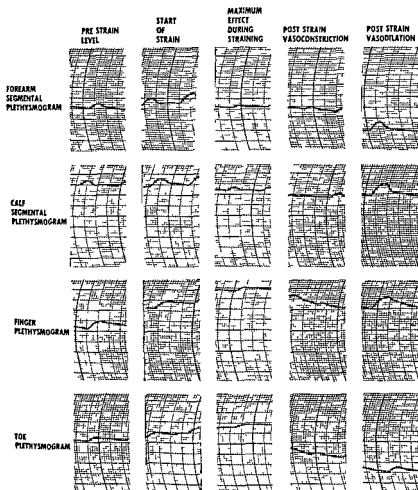 PRE STRAIN
LEVEL
START
OF
STRAIN
MAXIMUM
EFFECT
DURING
STRAINING
POST STRAIN
VASOCONSTRICTION
POST STRAIN
VASODILATION
FOREARM
SEGMENTAL
PLETHYSMOGRAM
CALF
SEGMENTAL
PLETHYSMOGRAM
FINGER
PLETHYSMOGRAM
TOE
PLETHYSMOGRAM